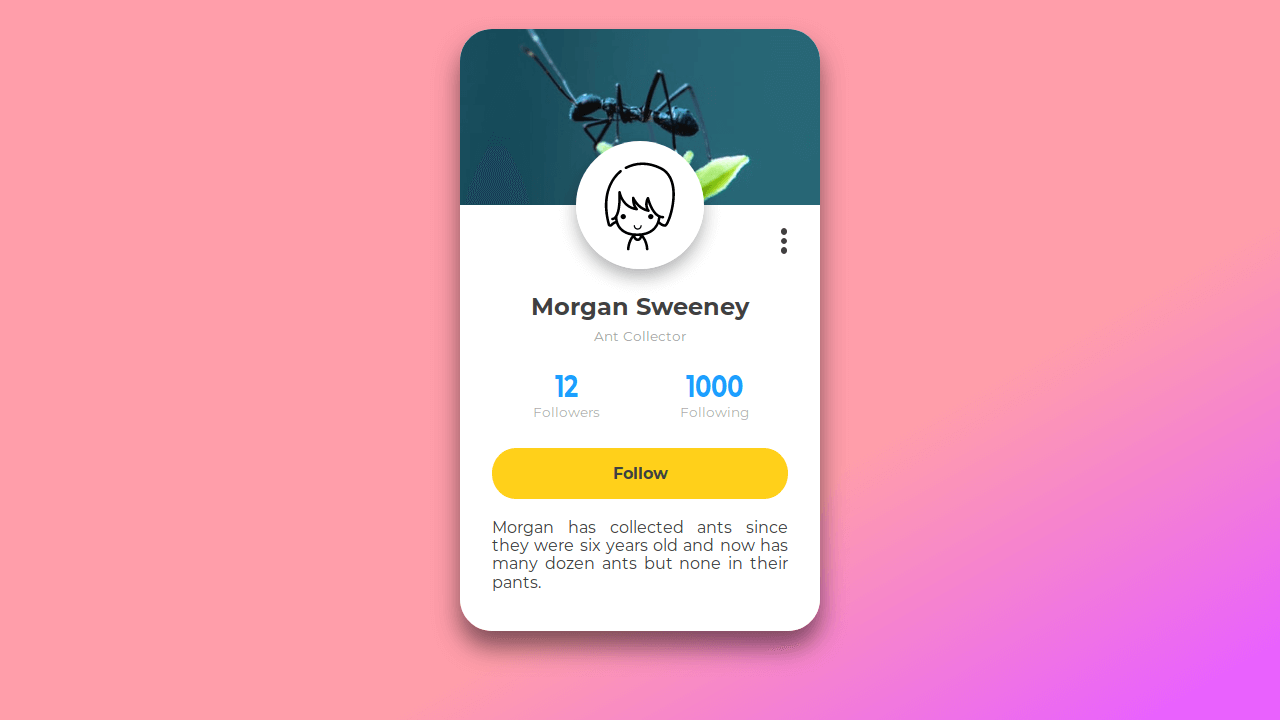 Morgan Sweeney
Ant Collector
12 1000
Followers Following
Follow
Morgan has collected ants since
they were six years old and now has
many dozen ants but none in their
pants.